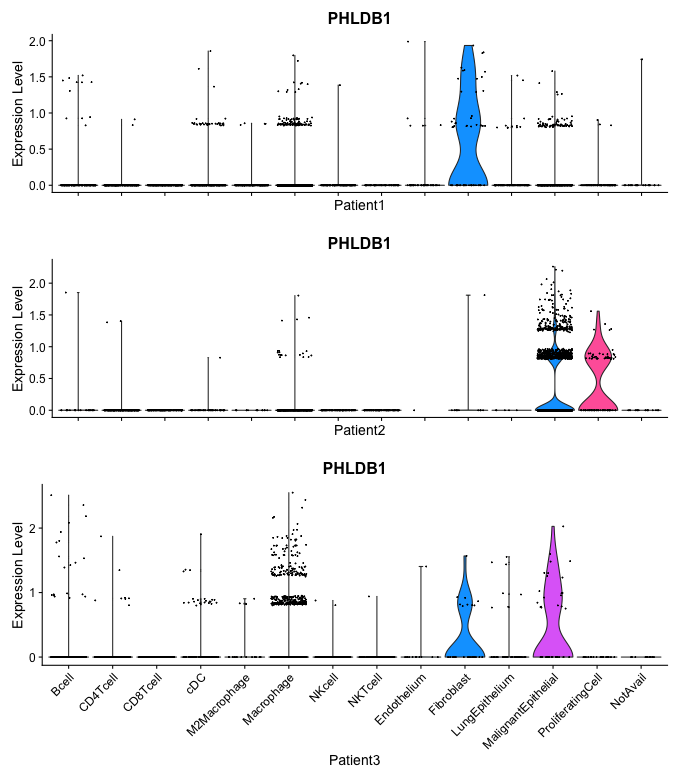 PHLDB1
Expression Level
2.0
1.5
1.0
0.5
0.0
Patient1
PHLDB1
Expression Level
2.0
1.5
1.0
0.5
0.0
Patient2
PHLDB1
Expression Level
2
1
0
Bcell
CD4Tcell
CD8Tcell
cDC
M2Macrophage
Macrophage
NKcell
NKTcell
Endothelium
Fibroblast
LungEpithelium
MalignantEpithelial
ProliferatingCell
NotAvail
Patient3